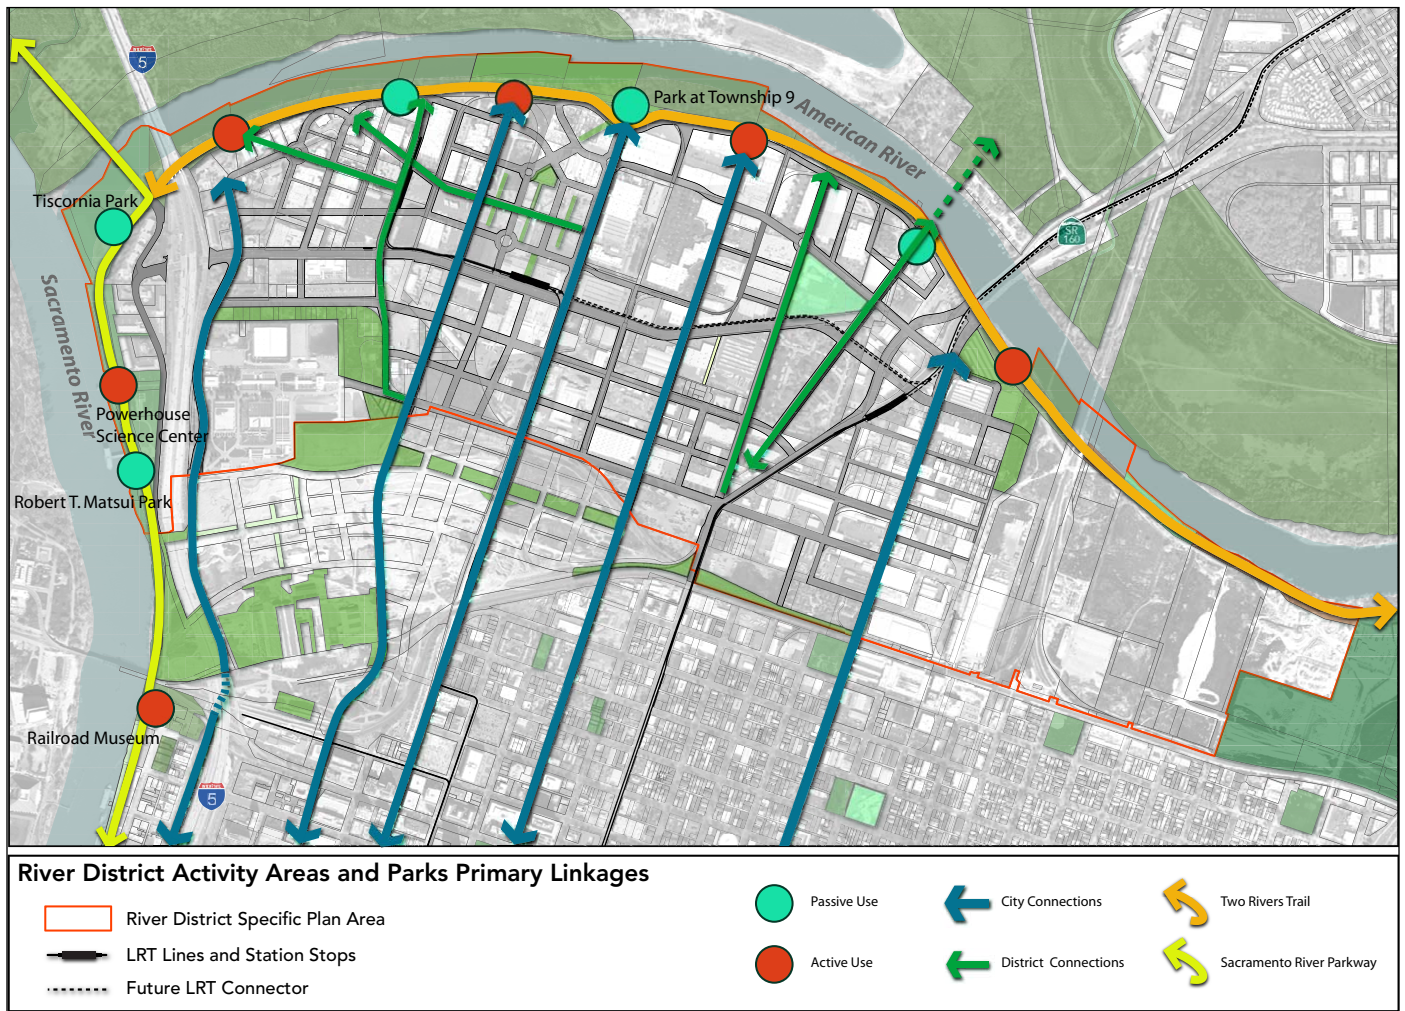 5
Park at Township 9
American River
Tiscornia Park
SR
160
Sacramento River
Powerhouse
Science Center
Robert T. Matsui Park
Railroad Museum
5
River District Activity Areas and Parks Primary Linkages
River District Specific Plan Area
LRT Lines and Station Stops
Future LRT Connector
Passive Use
City Connections
Two Rivers Trail
Active Use
District Connections
Sacramento River Parkway